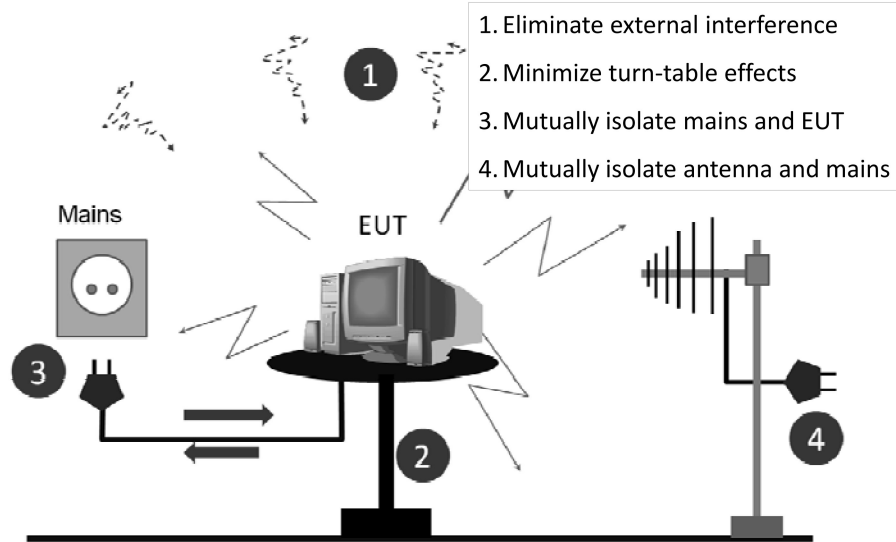 1. Eliminate external interference
2. Minimize turn-table effects
3. Mutually isolate mains and EUT
4. Mutually isolate antenna and mains
1
Mains
EUT
3
2
4